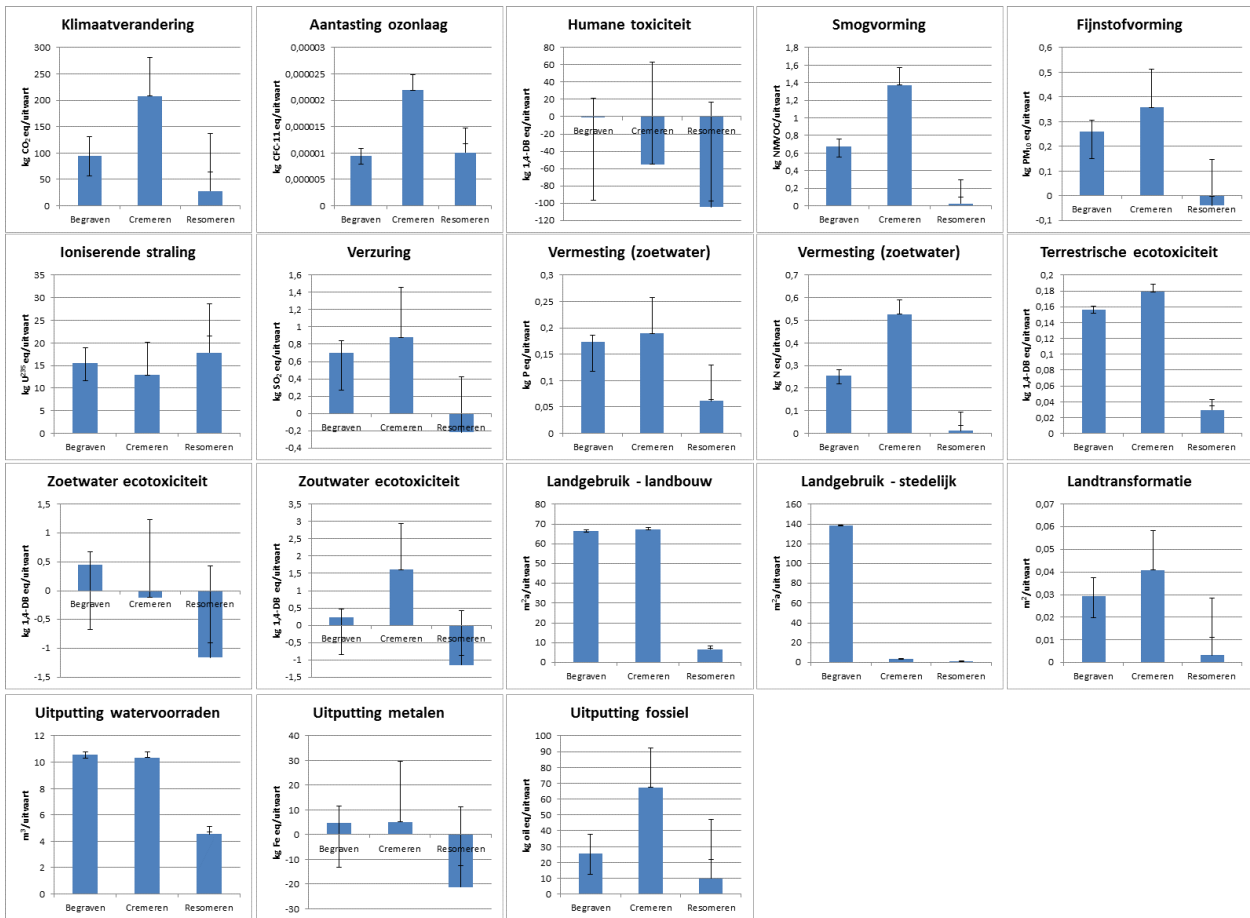 Klimaatverandering
kg CO₂ eq/uitvaart
300
250
200
150
100
50
0
Begraven Cremeren Resomeren
Aantasting ozonlaag
kg CFC-11 eq/uitvaart
0,00003
0,000025
0,00002
0,000015
0,00001
0,000005
0
Begraven Cremeren Resomeren
Humane toxiciteit
kg 1,4-DB eq/uitvaart
80
60
40
20
0
-20
-40
-60
-80
-100
-120
Begraven Cremeren Resomeren
Smogvorming
kg NMVOC/uitvaart
1,8
1,6
1,4
1,2
1
0,8
0,6
0,4
0,2
0
Begraven Cremeren Resomeren
Fijnstofvorming
kg PM₁₀ eq/uitvaart
0,6
0,5
0,4
0,3
0,2
0,1
0
-0,1
Begraven Cremeren Resomeren
Ioniserende straling
kg U²³⁵ eq/uitvaart
35
30
25
20
15
10
5
0
Begraven Cremeren Resomeren
Verzuring
kg SO₂ eq/uitvaart
1,6
1,4
1,2
1
0,8
0,6
0,4
0,2
0
-0,2
-0,4
Begraven Cremeren Resomeren
Vermesting (zoetwater)
kg P eq/uitvaart
0,3
0,25
0,2
0,15
0,1
0,05
0
Begraven Cremeren Resomeren
Vermesting (zoetwater)
kg N eq/uitvaart
0,7
0,6
0,5
0,4
0,3
0,2
0,1
0
Begraven Cremeren Resomeren
Terrestrische ecotoxiciteit
kg 1,4-DB eq/uitvaart
0,2
0,18
0,16
0,14
0,12
0,1
0,08
0,06
0,04
0,02
0
Begraven Cremeren Resomeren
Zoetwater ecotoxiciteit
kg 1,4-DB eq/uitvaart
1,5
1
0,5
0
-0,5
-1
-1,5
Begraven Cremeren Resomeren
Zoutwater ecotoxiciteit
kg 1,4-DB eq/uitvaart
3,5
3
2,5
2
1,5
1
0,5
0
-0,5
-1
-1,5
Begraven Cremeren Resomeren
Landgebruik - landbouw
m²a/uitvaart
80
70
60
50
40
30
20
10
0
Begraven Cremeren Resomeren
Landgebruik - stedelijk
m²a/uitvaart
160
140
120
100
80
60
40
20
0
Begraven Cremeren Resomeren
Landtransformatie
m²/uitvaart
0,07
0,06
0,05
0,04
0,03
0,02
0,01
0
Begraven Cremeren Resomeren
Uitputting watervoorraden
m³/uitvaart
12
10
8
6
4
2
0
Begraven Cremeren Resomeren
Uitputting metalen
kg Fe eq/uitvaart
40
30
20
10
0
-10
-20
-30
Begraven Cremeren Resomeren
Uitputting fossiel
kg oil eq/uitvaart
100
90
80
70
60
50
40
30
20
10
0
Begraven Cremeren Resomeren